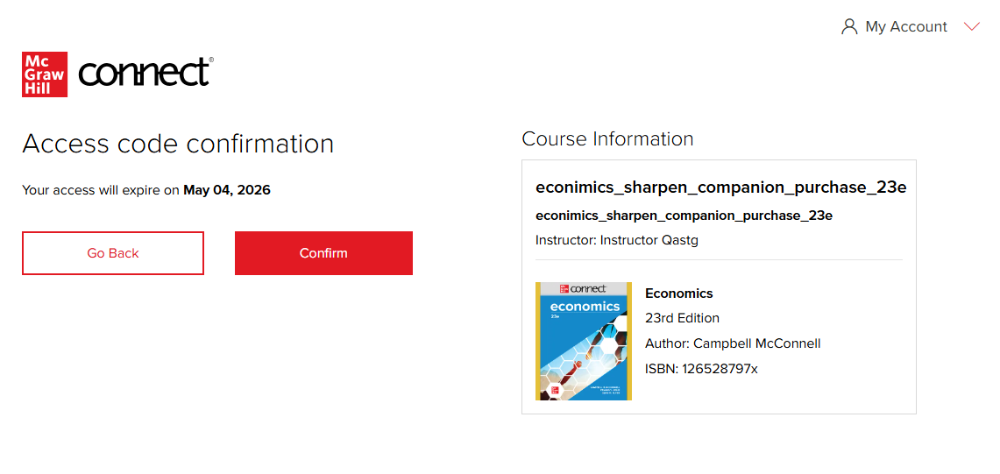 My Account
Mc
Graw
Hill
connect®
Access code confirmation
Your access will expire on May 04, 2026
Go Back
Confirm
Course Information
econimics_sharpen_companion_purchase_23e
econimics_sharpen_companion_purchase_23e
Instructor: Instructor Qastg
connect
economics
23e
Economics
23rd Edition
Author: Campbell McConnell
ISBN: 126528797x